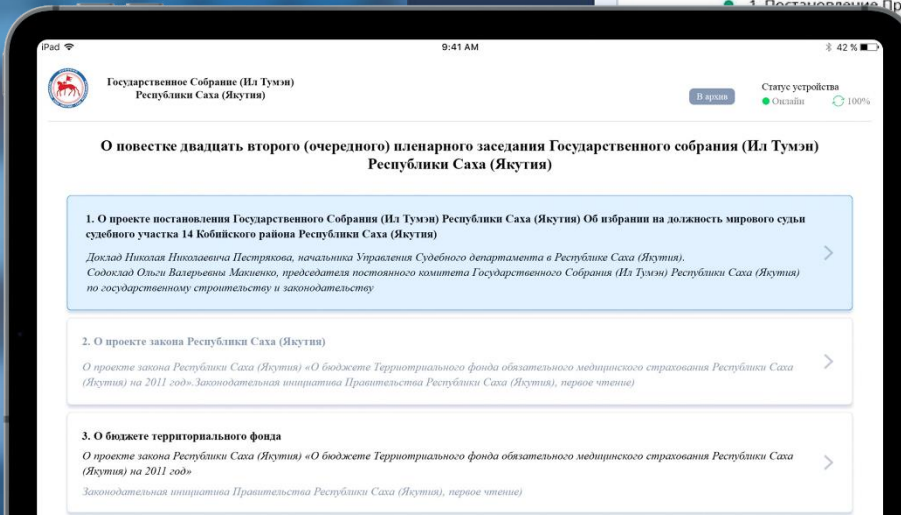 1. Постановление Пр
iPad
9:41 AM
42 %
Государственное Собрание (Ил Тумэн)
Республики Саха (Якутия)
В архив
Статус устройства
Онлайн
100%
О повестке двадцать второго (очередного) пленарного заседания Государственного собрания (Ил Тумэн)
Республики Саха (Якутия)
1. О проекте постановления Государственного Собрания (Ил Тумэн) Республики Саха (Якутия) Об избрании на должность мирового судьи
судебного участка 14 Кобяйского района Республики Саха (Якутия)
Доклад Николая Николаевича Пестрякова, начальника Управления Судебного департамента в Республике Саха (Якутия).
Содоклад Ольги Валерьевны Макиенко, председателя постоянного комитета Государственного Собрания (Ил Тумэн) Республики Саха (Якутия)
по государственному строительству и законодательству
2. О проекте закона Республики Саха (Якутия)
О проекте закона Республики Саха (Якутия) «О бюджете Терриотриального фонда обязательного медицинского страхования Республики Саха
(Якутия) на 2011 год».Законодательная инициатива Правительства Республики Саха (Якутия), первое чтение)
3. О бюджете территориального фонда
О проекте закона Республики Саха (Якутия) «О бюджете Терриотриального фонда обязательного медицинского страхования Республики Саха
(Якутия) на 2011 год»
Законодательная инициатива Правительства Республики Саха (Якутия), первое чтение)